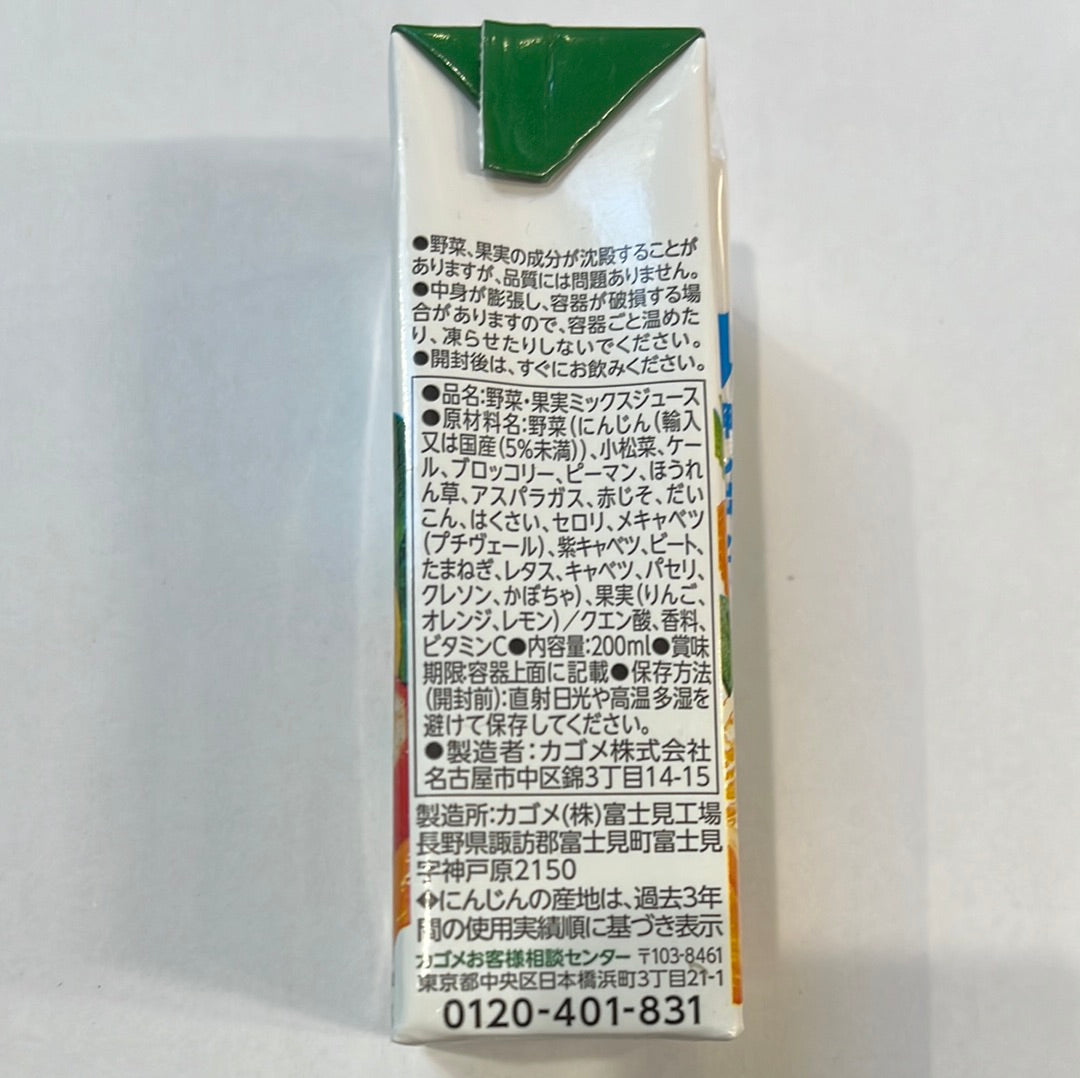 ●野菜、果実の成分が沈殿することが
ありますが、品質には問題ありません。
●中身が膨張し、容器が破損する場
合がありますので、容器ごと温めた
り、凍らせたりしないでください。
●開封後は、すぐにお飲みください。
●品名:野菜・果実ミックスジュース
●原材料名:野菜(にんじん(輸入
又は国産(5%未満))、小松菜、ケー
ル、ブロッコリー、ピーマン、ほうれ
ん草、アスパラガス、赤じそ、だい
こん、はくさい、セロリ、メキャベツ
(プチヴェール)、紫キャベツ、ビート、
たまねぎ、レタス、キャベツ、パセリ、
クレソン、かぼちゃ)、果実(りんご、
オレンジ、レモン)/クエン酸、香料、
ビタミンC●内容量:200ml●賞味
期限:容器上面に記載●保存方法
(開封前):直射日光や高温多湿を
避けて保存してください。
●製造者:カゴメ株式会社
名古屋市中区錦3丁目14-15
製造所:カゴメ(株)富士見工場
長野県諏訪郡富士見町富士見
字神戸原2150
◆にんじんの産地は、過去3年
間の使用実績順に基づき表示
カゴメお客様相談センター 〒103-8461
東京都中央区日本橋浜町3丁目21-1
0120-401-831